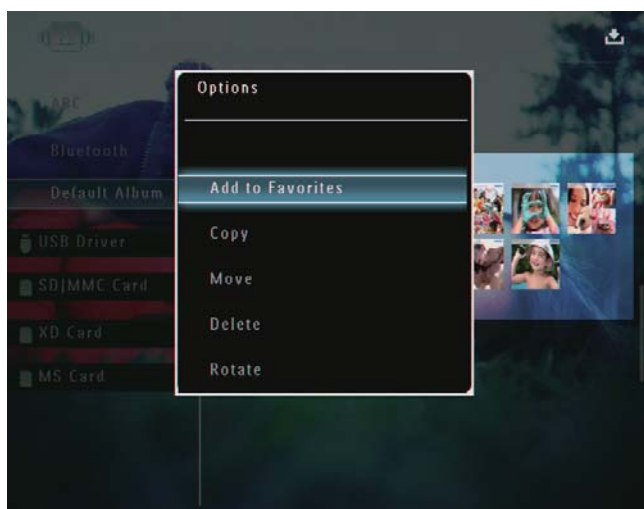 Options
Add to Favorites
Copy
Move
Delete
Rotate
ABC
Bluetooth
Default Album
USB Driver
SD|MMC Card
XD Card
MS Card